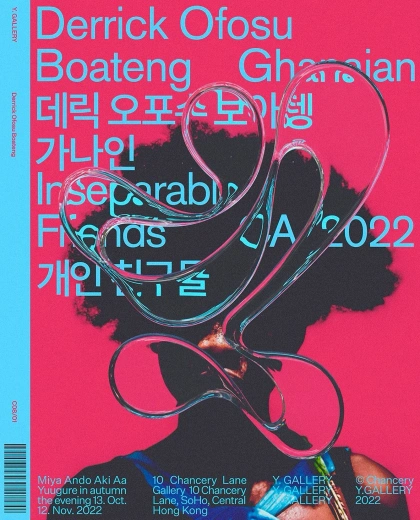 Y. GALLERY
Derrick Ofosu Boateng
008/01
Derrick Ofosu
Boateng Ghanaian
데릭 오포수 보아텡
가나인
Inseparable
Friends CA 2022
개인 친구들
Miya Ando Aki Aa
Yuugure in autumn
the evening 13. Oct.
12. Nov. 2022
10 Chancery Lane
Gallery 10 Chancery
Lane, SoHo, Central
Hong Kong
Y. GALLERY
Y. GALLERY
Y. GALLERY
© Chancery
Y.GALLERY
2022